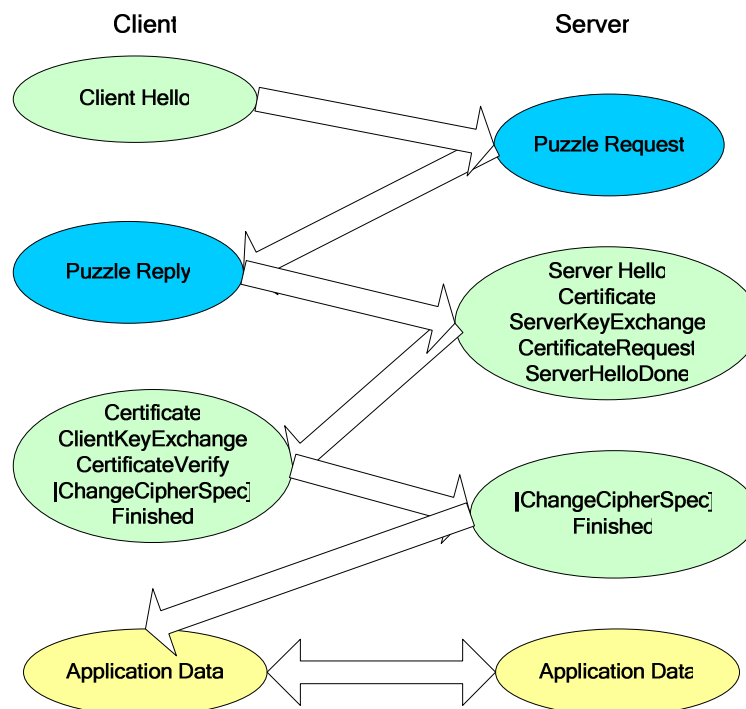 Client
Server
Client Hello
Puzzle Request
Puzzle Reply
Server Hello
Certificate
ServerKeyExchange
CertificateRequest
ServerHelloDone
Certificate
ClientKeyExchange
CertificateVerify
[ChangeCipherSpec]
Finished
[ChangeCipherSpec]
Finished
Application Data
Application Data